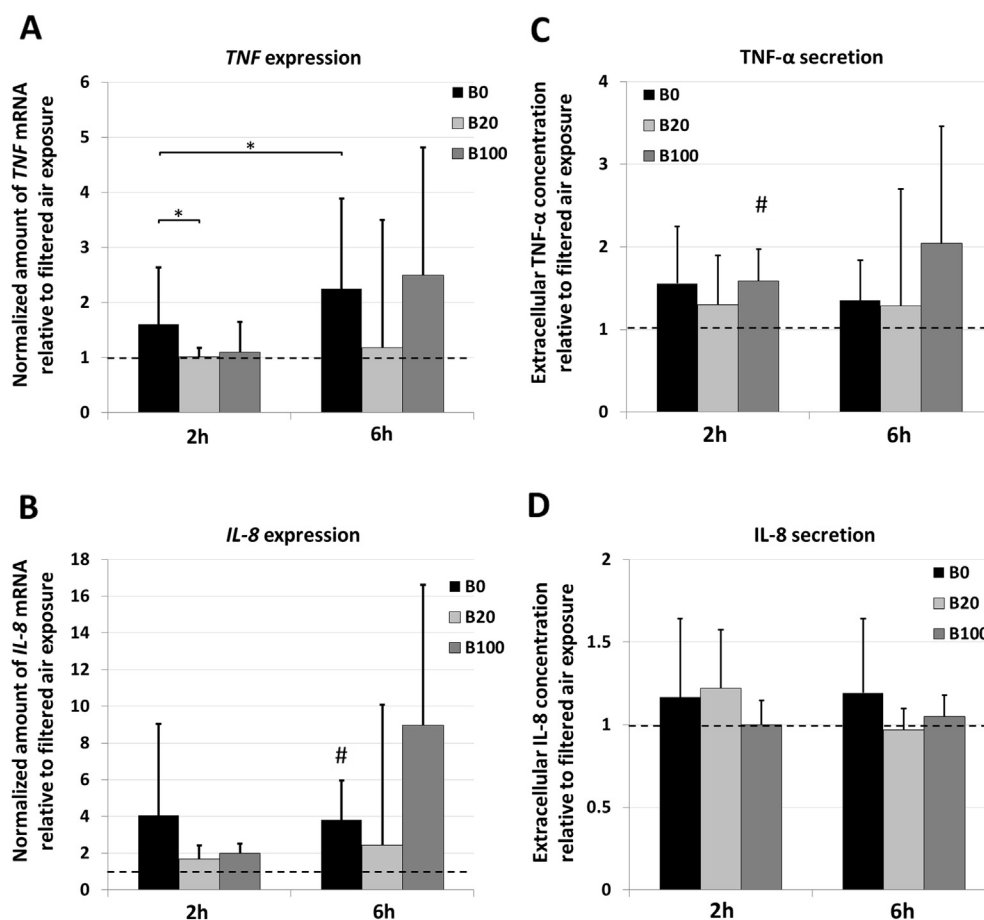 A
TNF expression
Normalized amount of TNF mRNA
relative to filtered air exposure
6
5
4
3
2
1
0
B0
B20
B100
*
*
2h
6h
C
TNF-α secretion
Extracellular TNF-α concentration
relative to filtered air exposure
4
3
2
1
0
B0
B20
B100
#
2h
6h
B
IL-8 expression
Normalized amount of IL-8 mRNA
relative to filtered air exposure
18
16
14
12
10
8
6
4
2
0
B0
B20
B100
#
2h
6h
D
IL-8 secretion
Extracellular IL-8 concentration
relative to filtered air exposure
2
1.5
1
0.5
0
B0
B20
B100
2h
6h